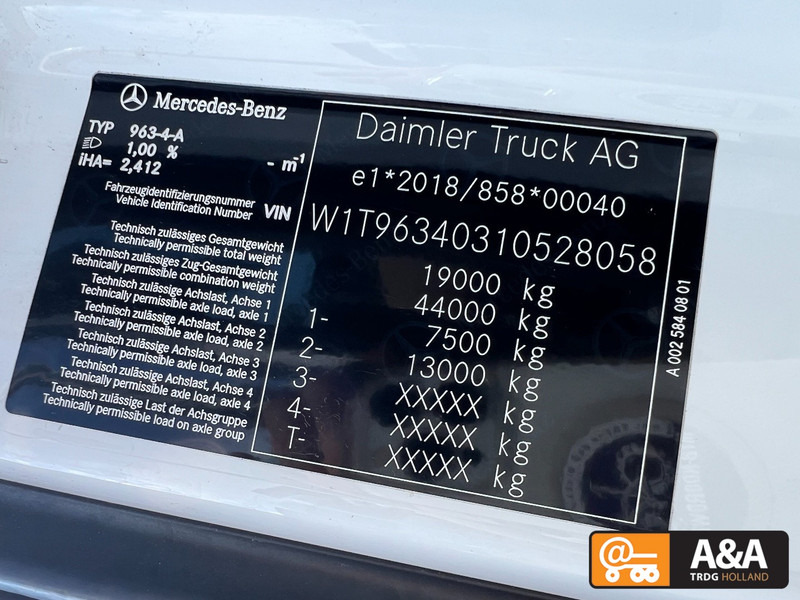 Mercedes-Benz
TYP 963-4-A
1,00 % - m⁻¹
iHA= 2,412
Fahrzeugidentifizierungsnummer
Vehicle Identification Number VIN
Technisch zulässiges Gesamtgewicht
Technically permissible total weight
Technisch zulässiges Zug-Gesamtgewicht
Technically permissible combination weight
Technisch zulässige Achslast, Achse 1
Technically permissible axle load, axle 1
Technisch zulässige Achslast, Achse 2
Technically permissible axle load, axle 2
Technisch zulässige Achslast, Achse 3
Technically permissible axle load, axle 3
Technisch zulässige Achslast, Achse 4
Technically permissible axle load, axle 4
Technisch zulässige Last der Achsgruppe
Technically permissible load on axle group
Daimler Truck AG
e1*2018/858*00040
W1T96340310528058
19000 kg
44000 kg
1- 7500 kg
2- 13000 kg
3- XXXXX kg
4- XXXXX kg
T- XXXXX kg
A 002 584 08 01
A&A
TRDG HOLLAND